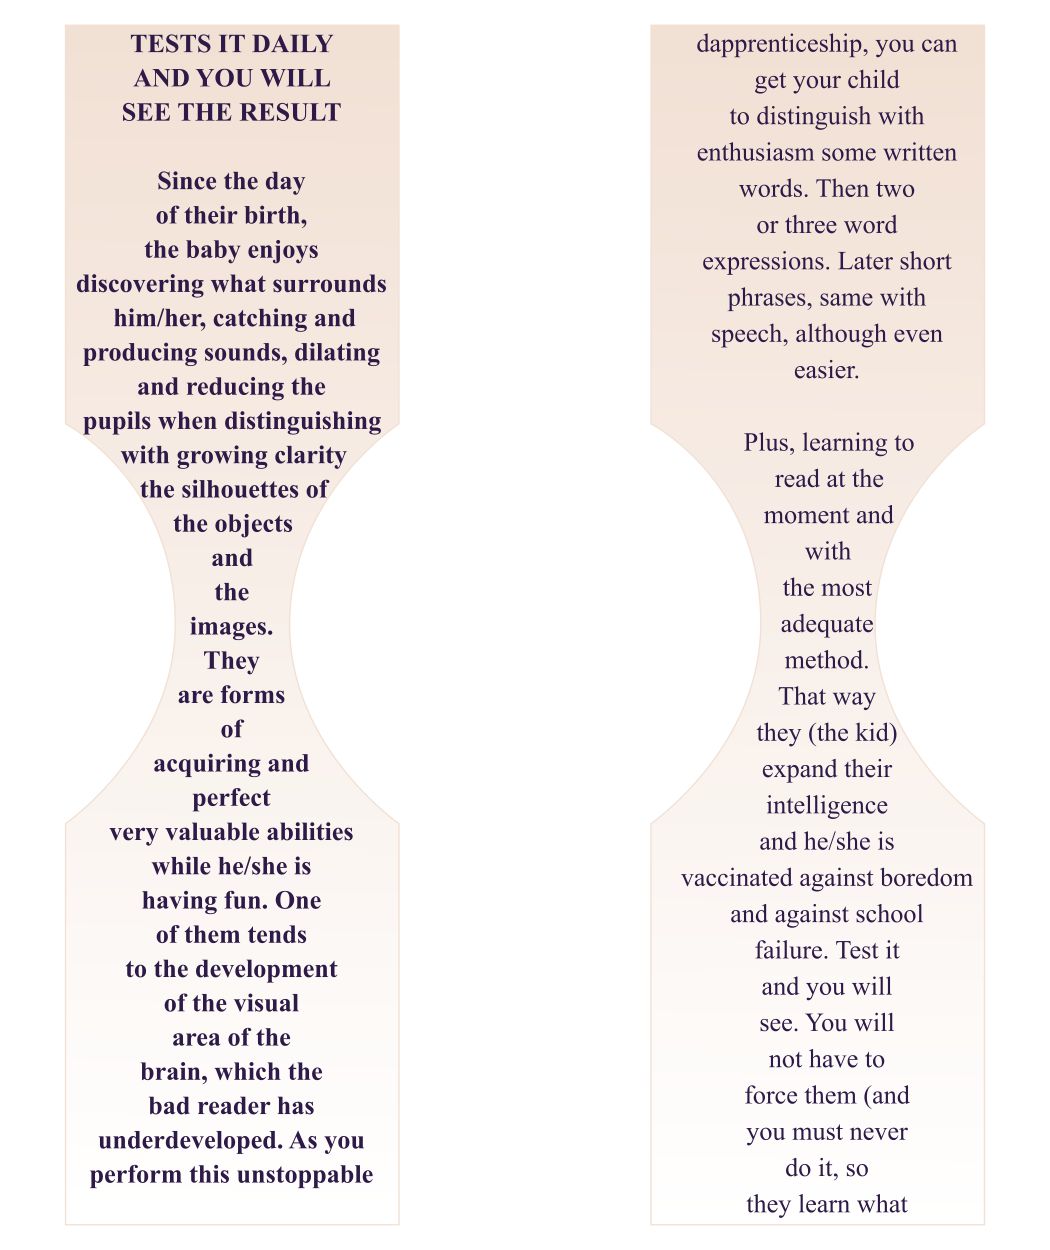 TESTS IT DAILY
AND YOU WILL
SEE THE RESULT
Since the day
of their birth,
the baby enjoys
discovering what surrounds
him/her, catching and
producing sounds, dilating
and reducing the
pupils when distinguishing
with growing clarity
the silhouettes of
the objects
and
the
images.
They
are forms
of
acquiring and
perfect
very valuable abilities
while he/she is
having fun. One
of them tends
to the development
of the visual
area of the
brain, which the
bad reader has
underdeveloped. As you
perform this unstoppable
dapprenticeship, you can
get your child
to distinguish with
enthusiasm some written
words. Then two
or three word
expressions. Later short
phrases, same with
speech, although even
easier.
Plus, learning to
read at the
moment and
with
the most
adequate
method.
That way
they (the kid)
expand their
intelligence
and he/she is
vaccinated against boredom
and against school
failure. Test it
and you will
see. You will
not have to
force them (and
you must never
do it, so
they learn what